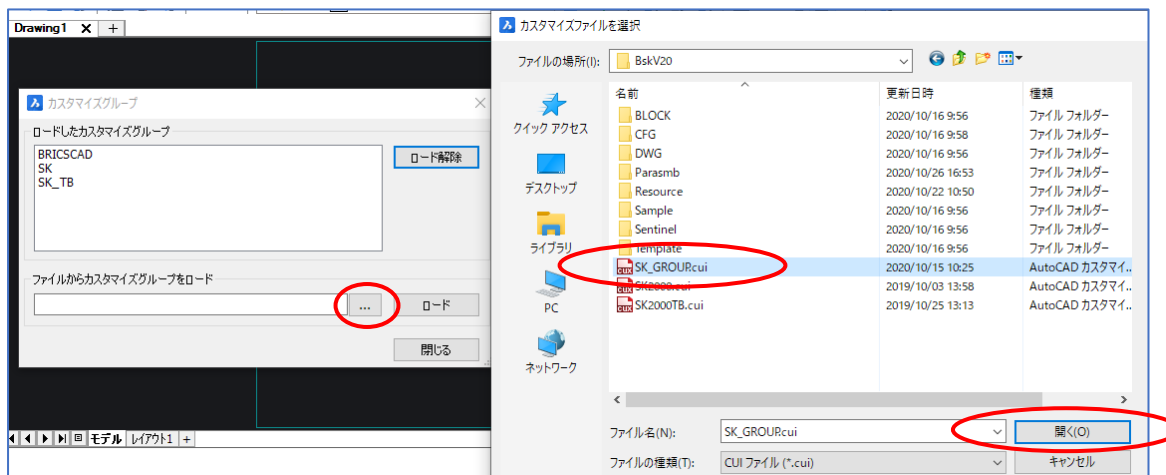 Drawing1 X +
カスタマイズグループ
ロードしたカスタマイズグループ
BRICSCAD
SK
SK_TB
ロード解除
ファイルからカスタマイズグループをロード
...
ロード
閉じる
モデル レイアウト1 +
カスタマイズファイルを選択
ファイルの場所(I): BskV20
クイック アクセス
デスクトップ
ライブラリ
PC
ネットワーク
名前 更新日時 種類
BLOCK 2020/10/16 9:56 ファイル フォルダー
CFG 2020/10/16 9:58 ファイル フォルダー
DWG 2020/10/16 9:56 ファイル フォルダー
Parasmb 2020/10/26 16:53 ファイル フォルダー
Resource 2020/10/22 10:50 ファイル フォルダー
Sample 2020/10/16 9:56 ファイル フォルダー
Sentinel 2020/10/16 9:56 ファイル フォルダー
Template 2020/10/16 9:56 ファイル フォルダー
SK_GROUP.cui 2020/10/15 10:25 AutoCAD カスタマイ...
SK2000.cui 2019/10/03 13:58 AutoCAD カスタマイ...
SK2000TB.cui 2019/10/25 13:13 AutoCAD カスタマイ...
ファイル名(N): SK_GROUP.cui 開く(O)
ファイルの種類(T): CUI ファイル (*.cui) キャンセル